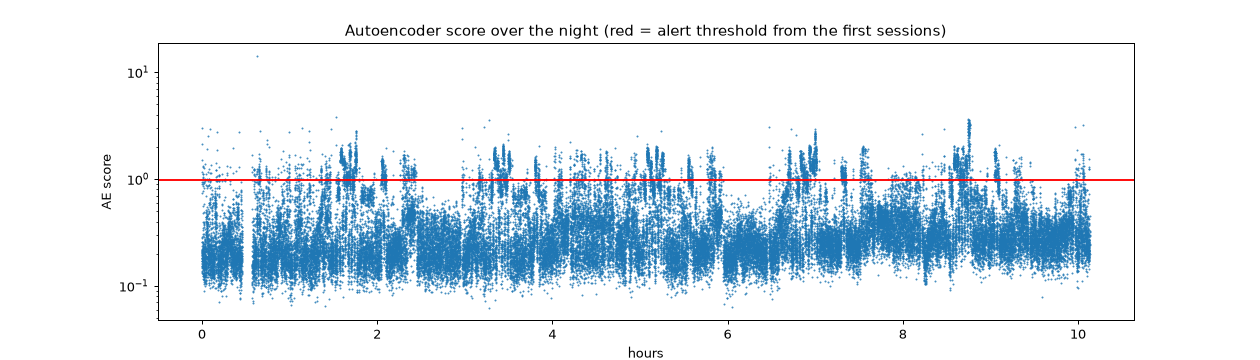 Autoencoder score over the night (red = alert threshold from the first sessions)
AE score
10¹
10⁰
10⁻¹
0 2 4 6 8 10
hours